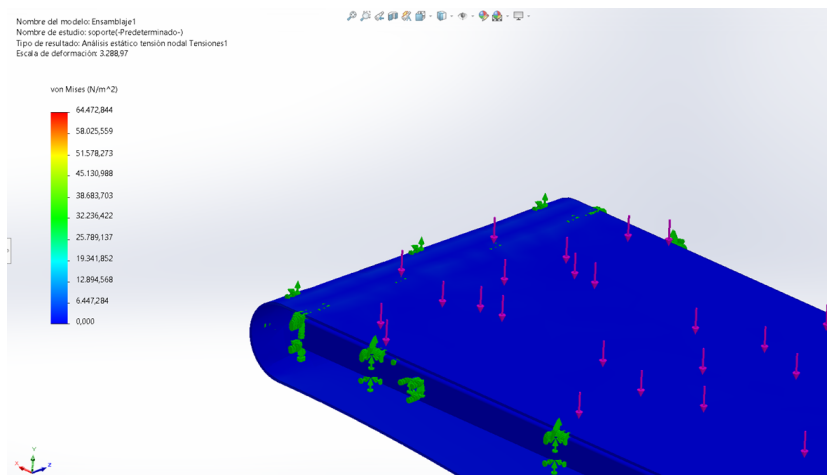 Nombre del modelo: Ensamblaje1
Nombre de estudio: soporte(-Predeterminado-)
Tipo de resultado: Análisis estático tensión nodal Tensiones1
Escala de deformación: 3.288,97
von Mises (N/m^2)
64.472,844
58.025,559
51.578,273
45.130,988
38.683,703
32.236,422
25.789,137
19.341,852
12.894,568
6.447,284
0,000
Y
X
Z